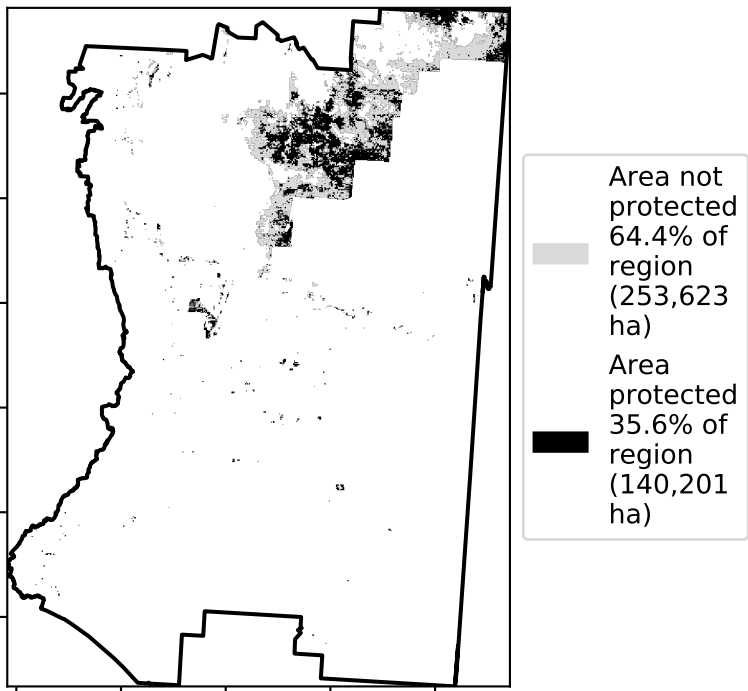 Area not
protected
64.4% of
region
(253,623
ha)
Area
protected
35.6% of
region
(140,201
ha)